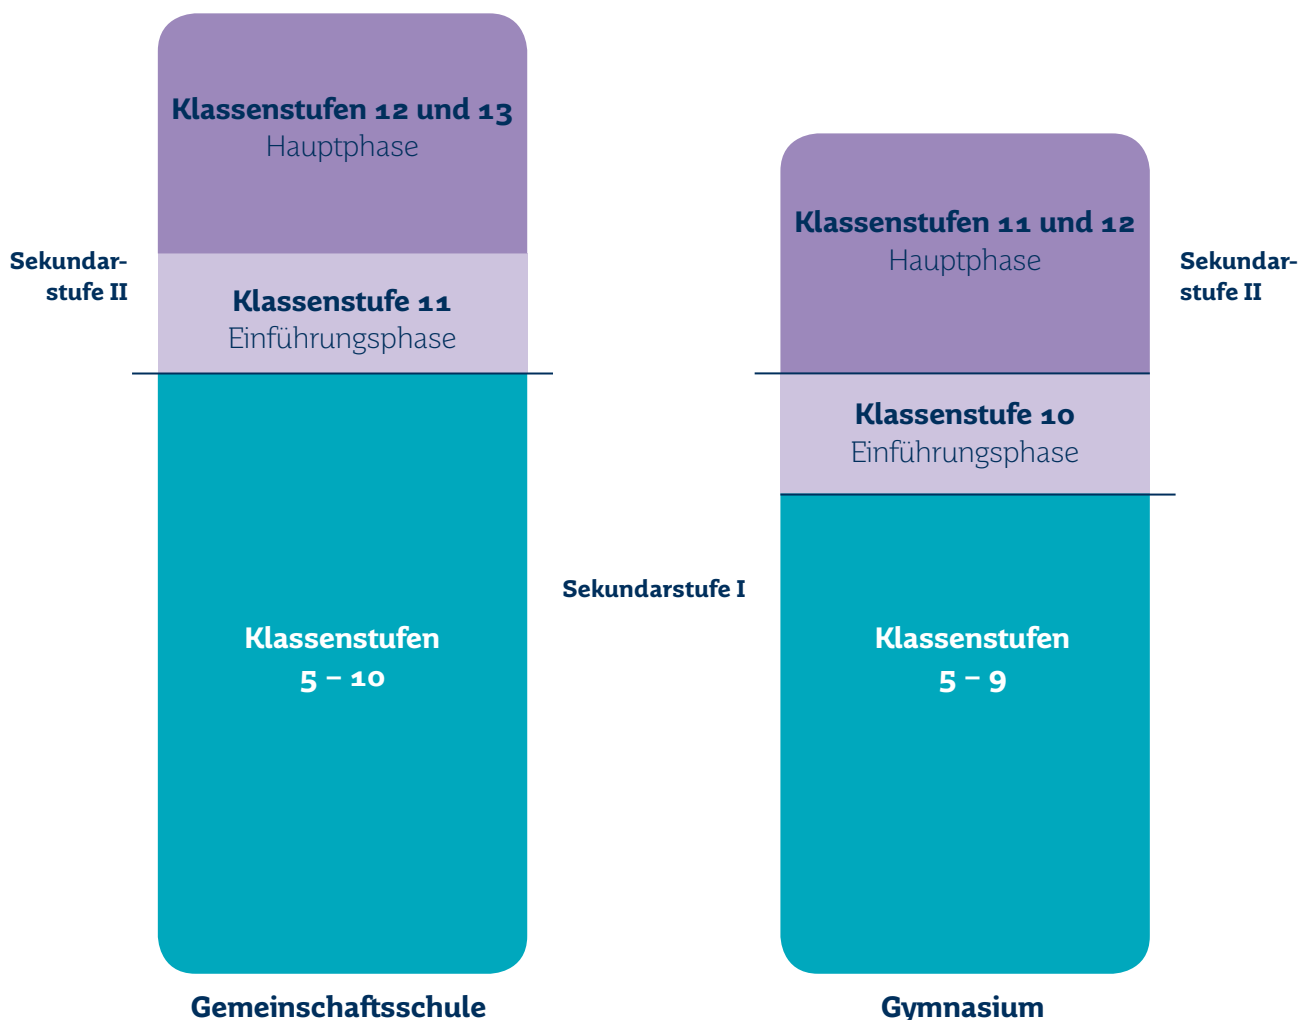 Klassenstufen 12 und 13
Hauptphase
Sekundar-
stufe II
Klassenstufe 11
Einführungsphase
Klassenstufen
5 – 10
Gemeinschaftsschule
Sekundarstufe I
Klassenstufen 11 und 12
Hauptphase
Sekundar-
stufe II
Klassenstufe 10
Einführungsphase
Klassenstufen
5 – 9
Gymnasium